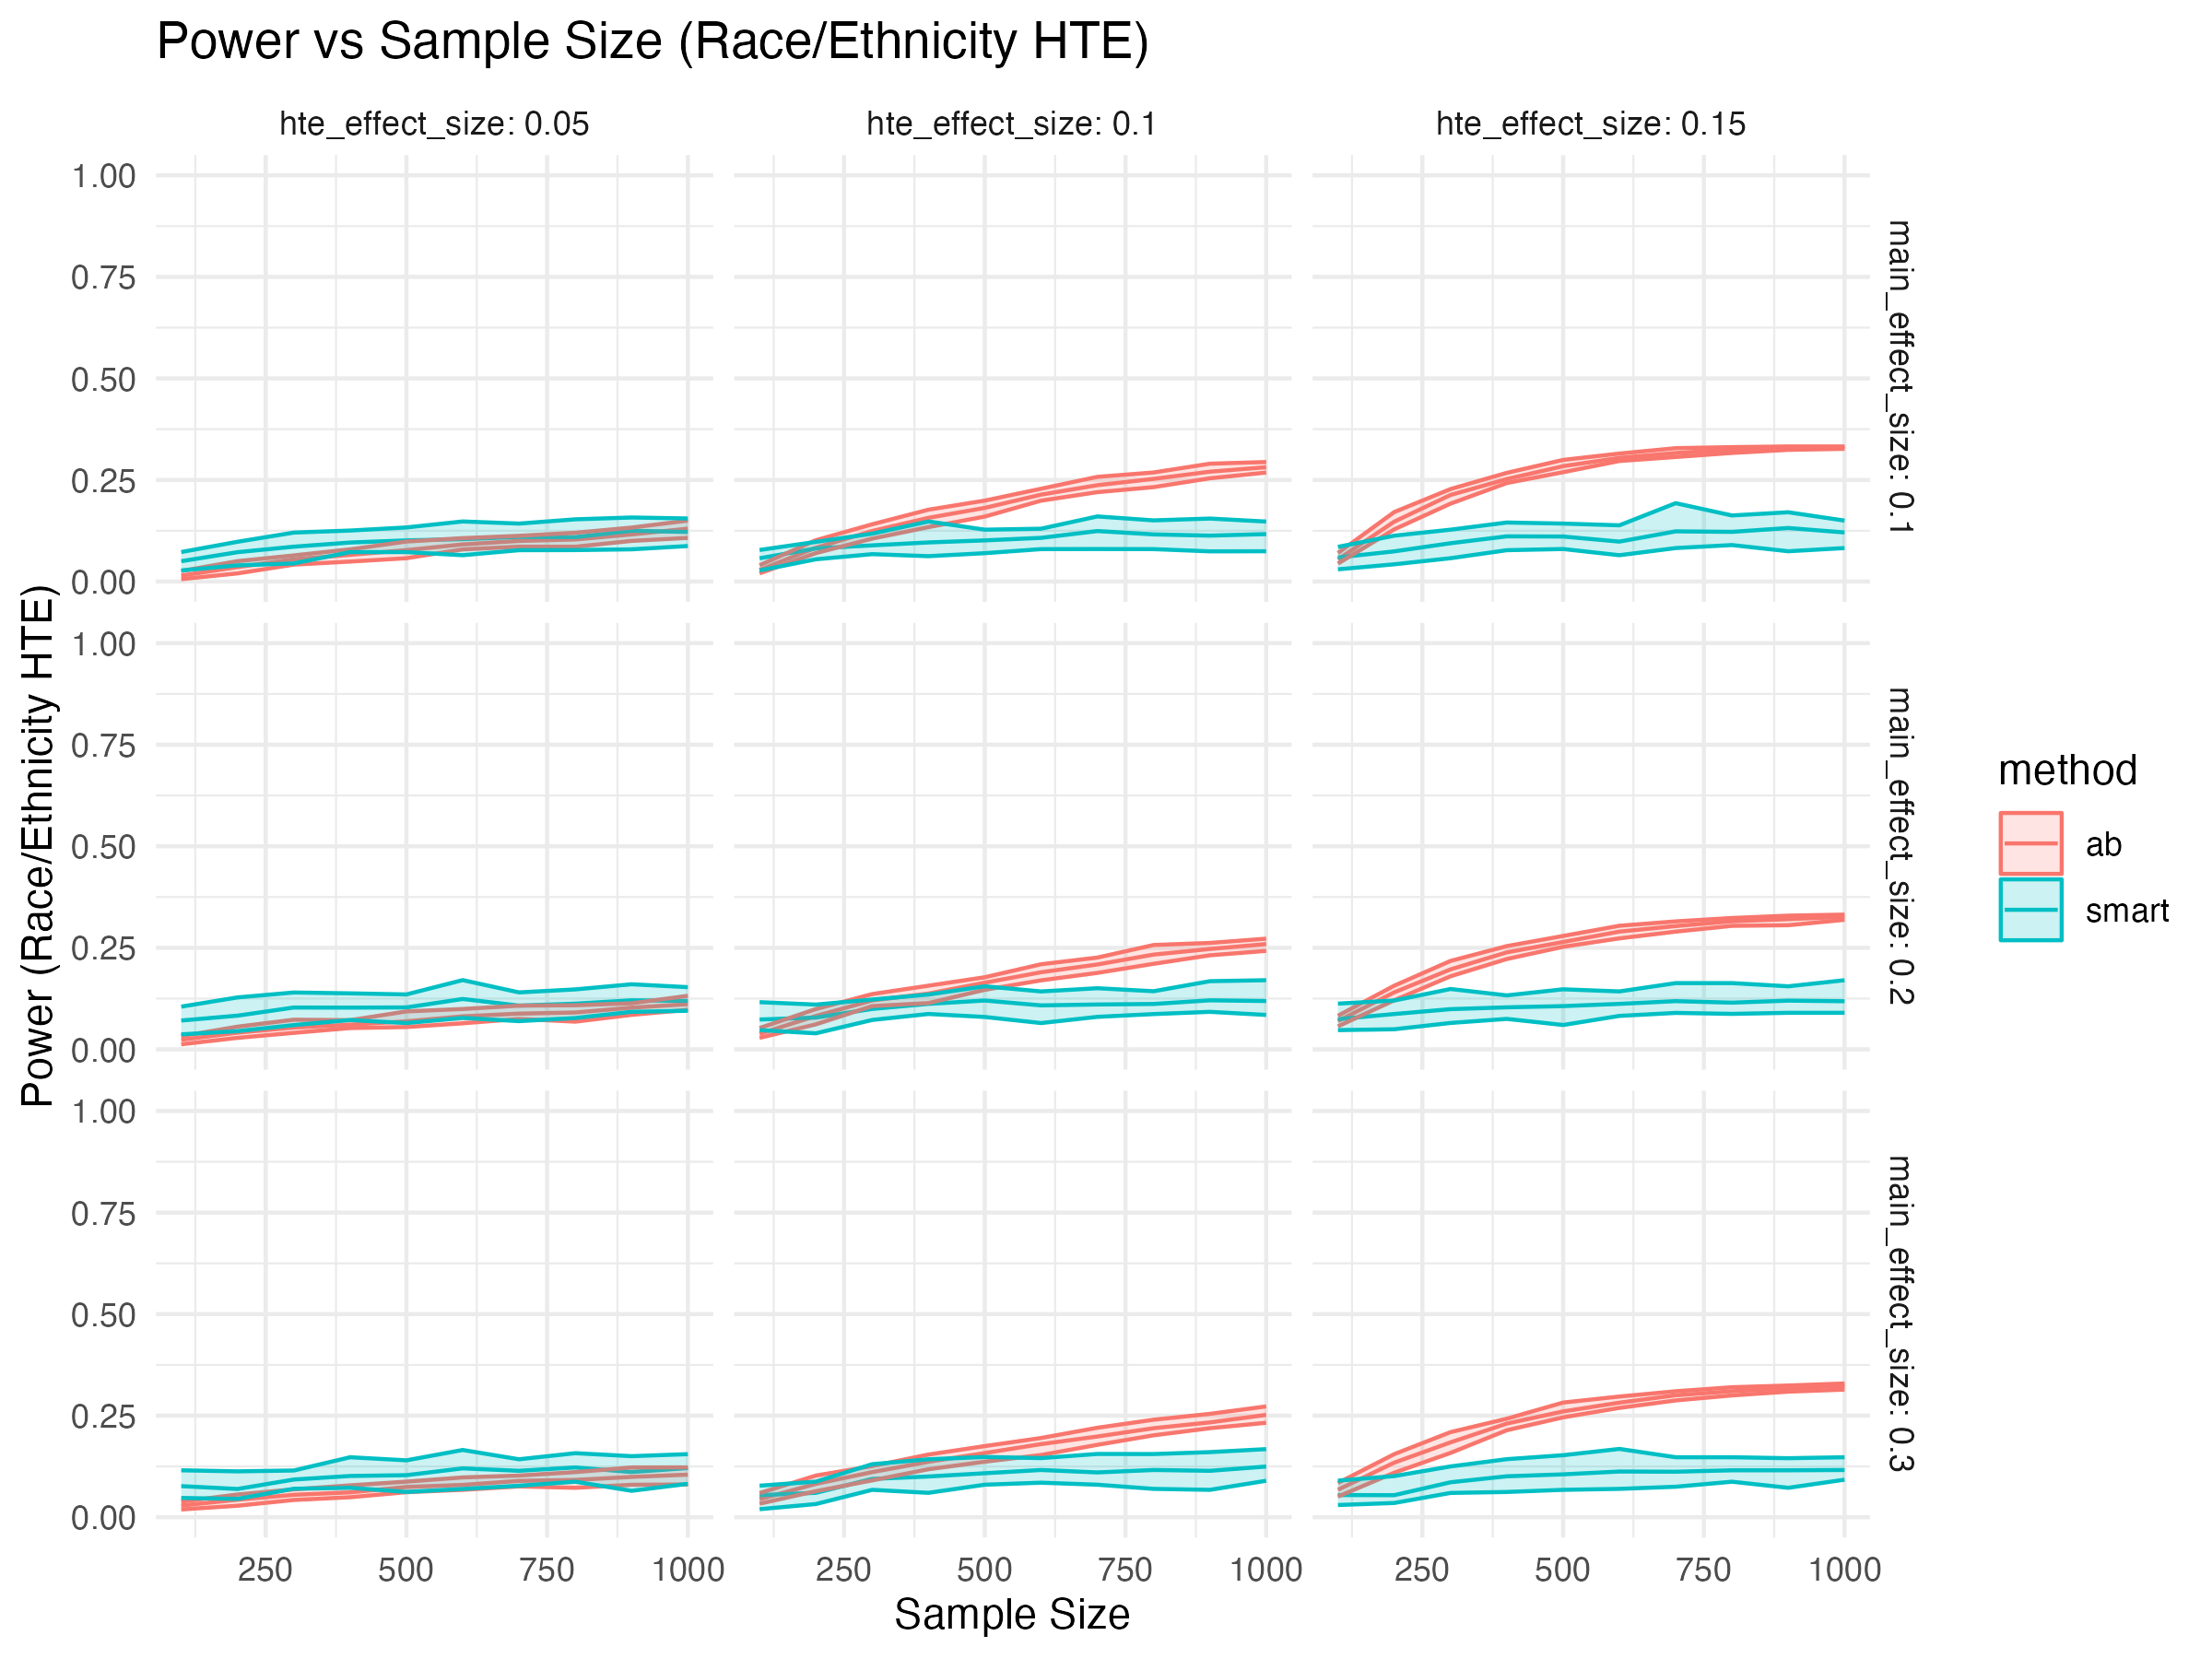 Power vs Sample Size (Race/Ethnicity HTE)
hte_effect_size: 0.05
hte_effect_size: 0.1
hte_effect_size: 0.15
1.00
0.75
0.50
0.25
0.00
main_effect_size: 0.1
1.00
0.75
0.50
0.25
0.00
main_effect_size: 0.2
1.00
0.75
0.50
0.25
0.00
main_effect_size: 0.3
Power (Race/Ethnicity HTE)
250 500 750 1000
250 500 750 1000
250 500 750 1000
Sample Size
method
ab
smart